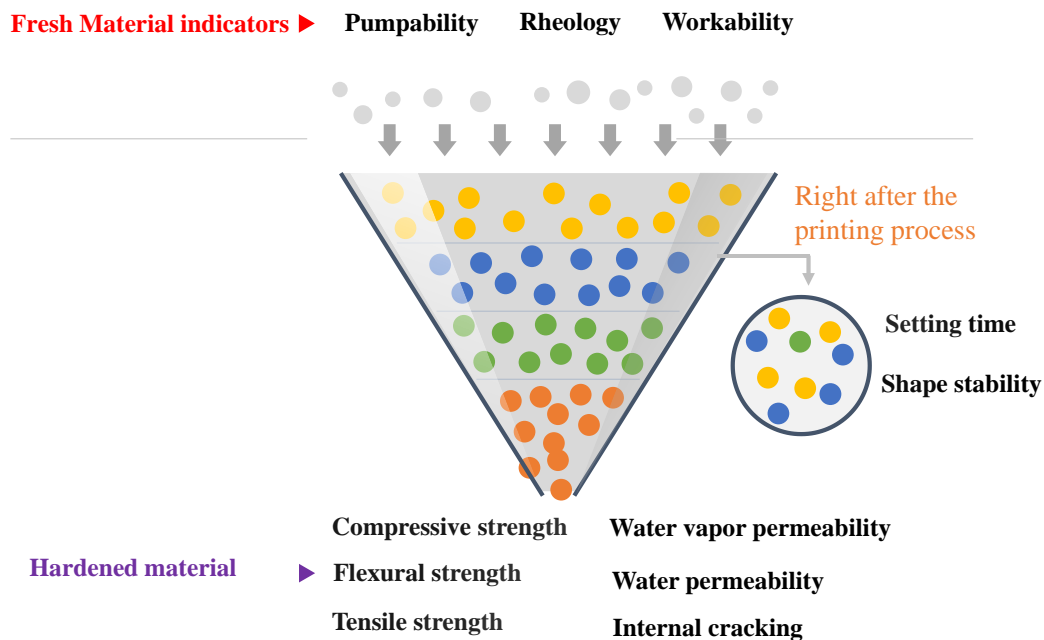 Fresh Material indicators
Pumpability Rheology Workability
Right after the
printing process
Setting time
Shape stability
Hardened material
Compressive strength
Flexural strength
Tensile strength
Water vapor permeability
Water permeability
Internal cracking